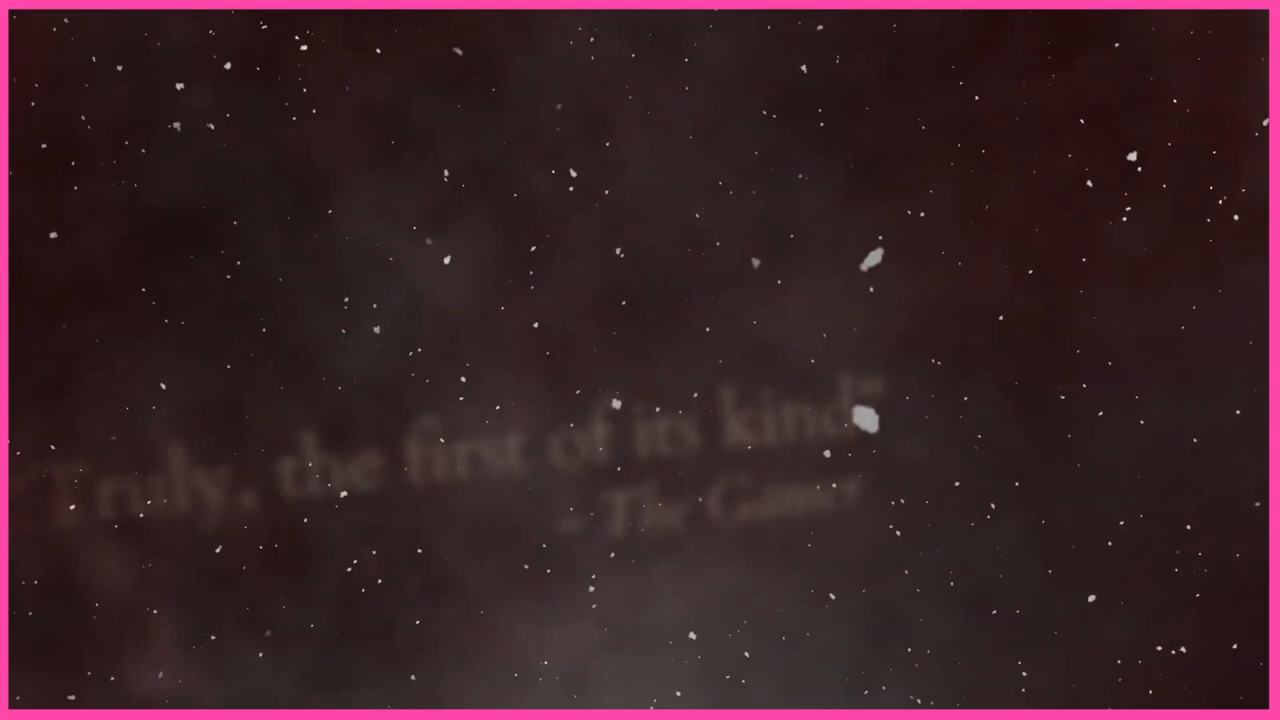 "Truly, the first of its kind"
- The Gamer